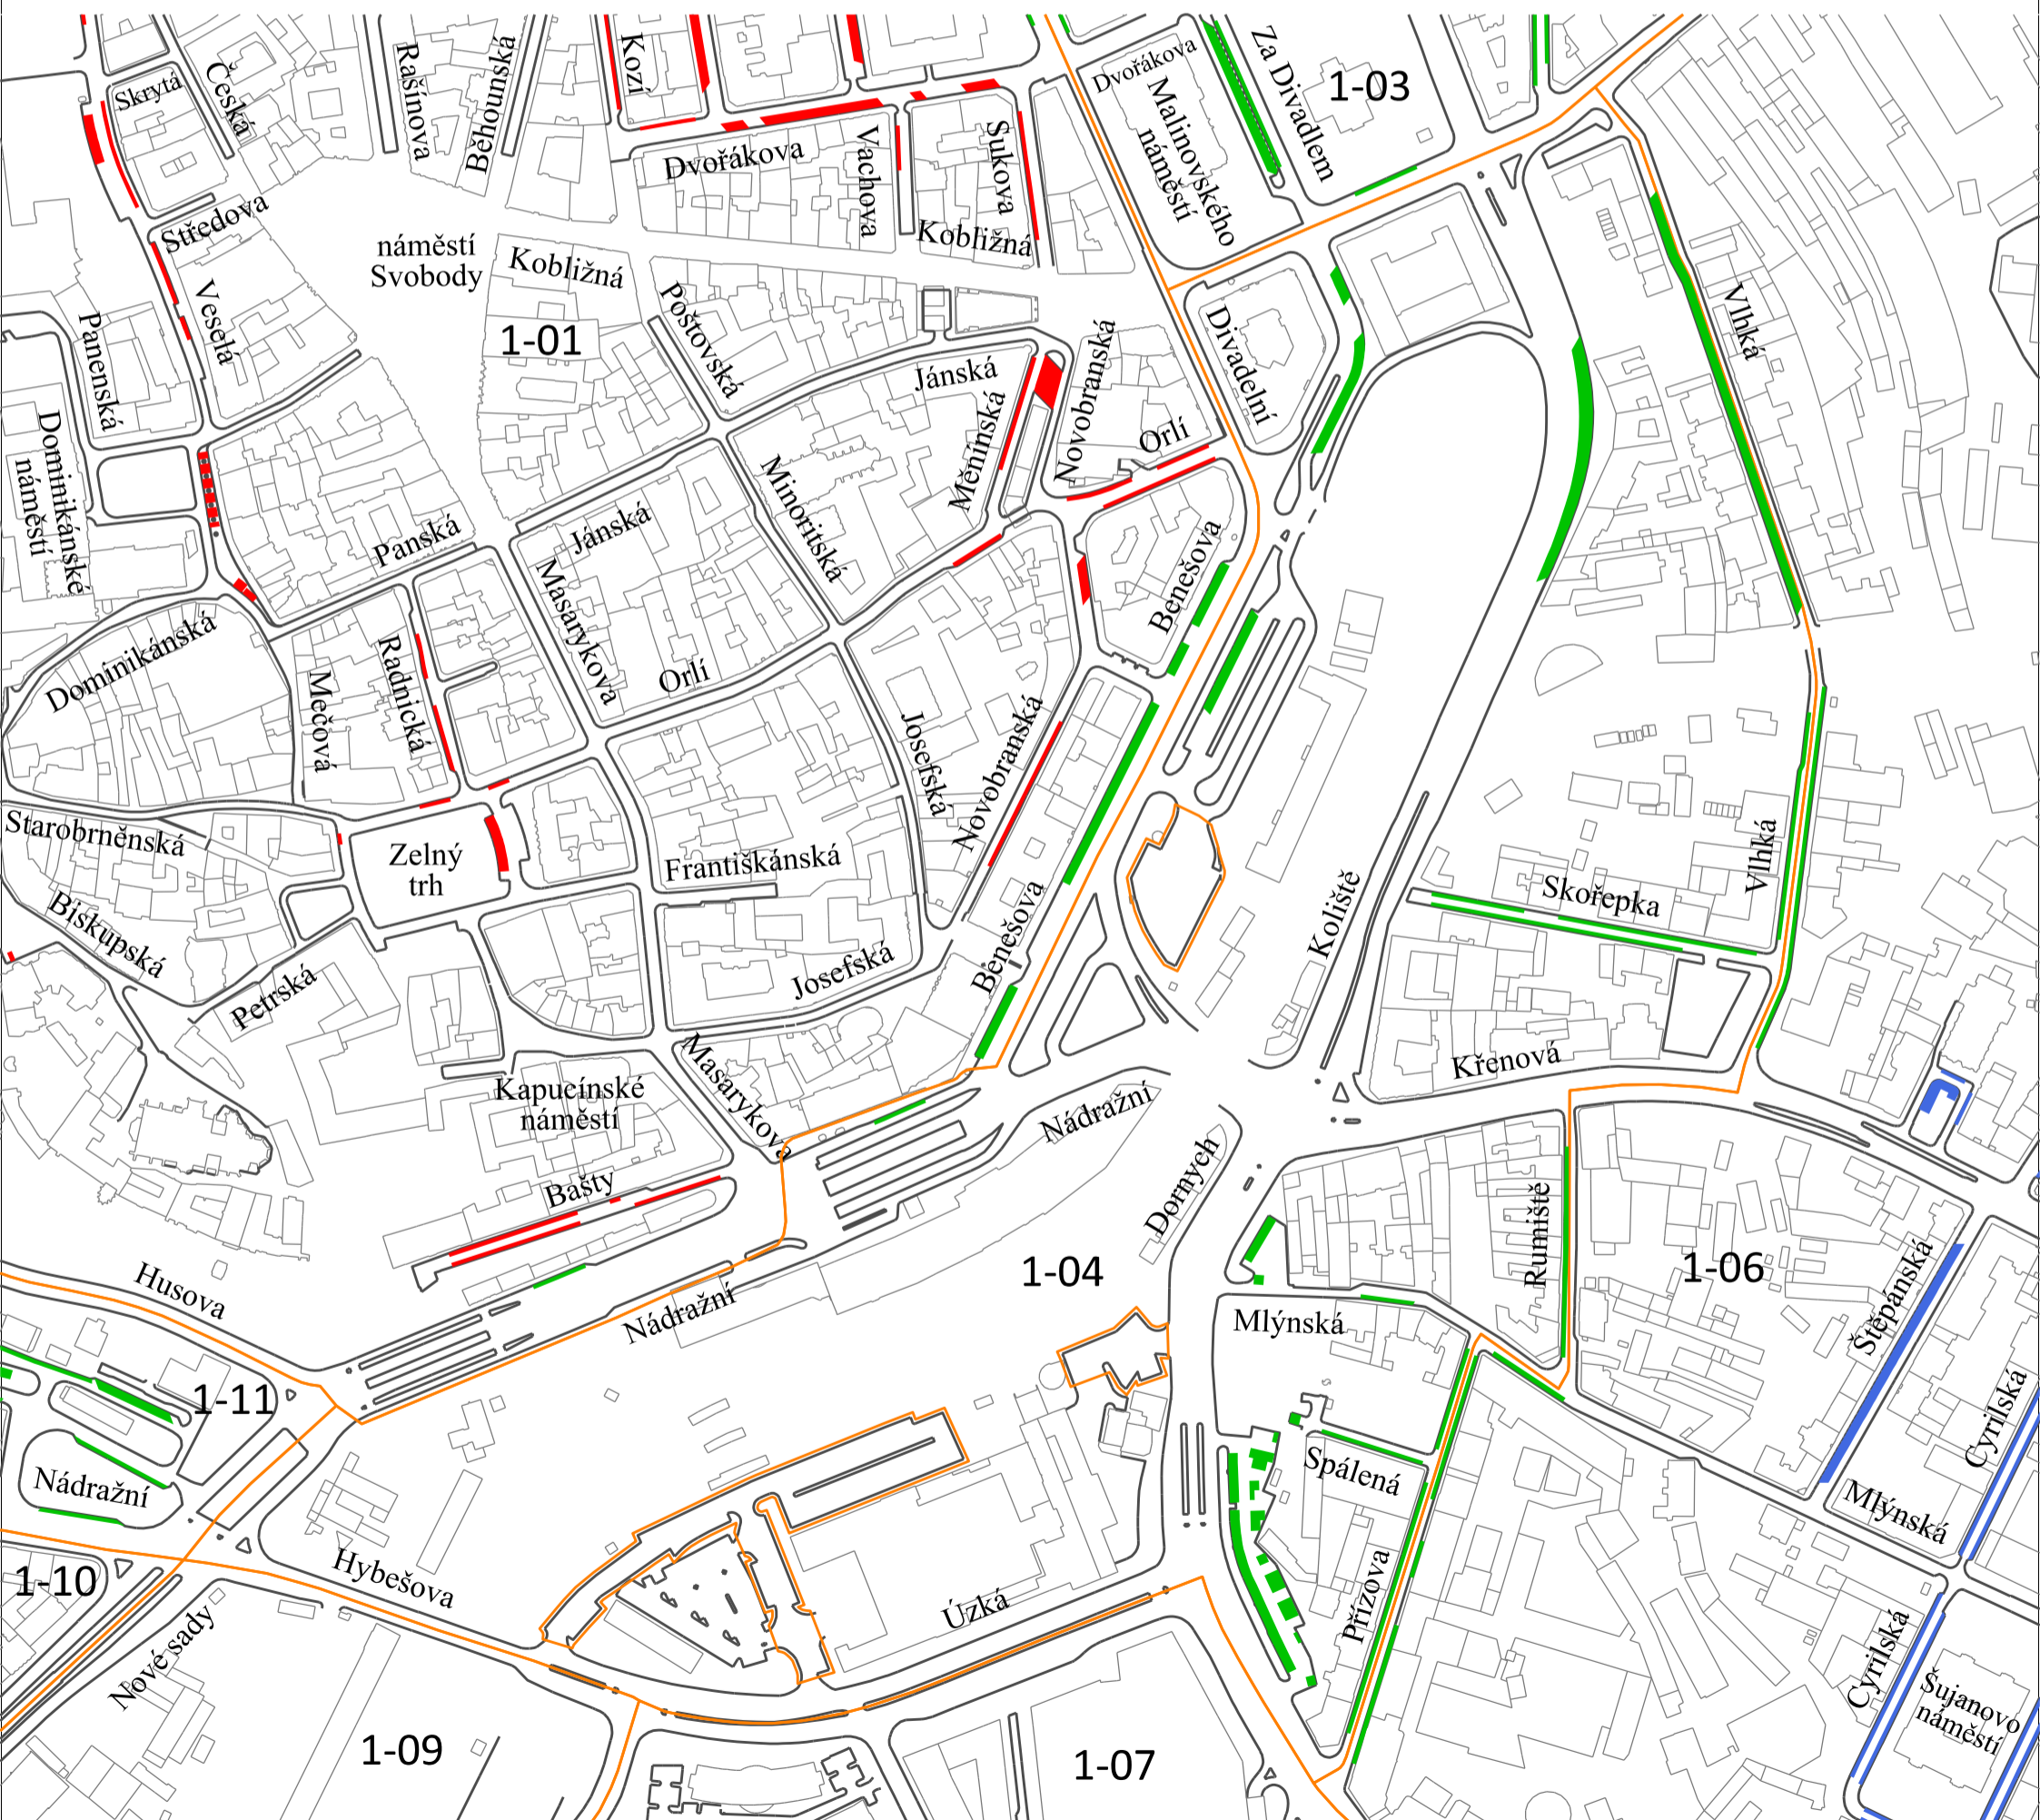 Skrytá
Česká
Rašínova
Běhounská
Kozí
Dvořákova
Vachova
Sukova
Kobližná
Dvořákova
Malinovského
náměstí
Za Divadlem
1-03
Středova
náměstí
Svobody
Kobližná
1-01
Veselá
Panenská
Poštovská
Jánská
Novobranská
Divadelní
Vlhká
Dominikánské
náměstí
Měnínská
Orlí
Minoritská
Panská
Jánská
Masarykova
Benešova
Dominikánská
Mečová
Radnická
Orlí
Josefská
Novobranská
Starobrněnská
Zelný
trh
Františkánská
Benešova
Koliště
Skořepka
Vlhká
Biskupská
Petrská
Josefská
Masarykova
Kapucínské
náměstí
Nádražní
Křenová
Bašty
Dornych
Rumiště
Husova
Nádražní
1-04
Mlýnská
1-06
Štěpánská
Cyrilská
1-11
Nádražní
Spálená
Mlýnská
Hybešova
1-10
Nové sady
Úzká
Přízova
Cyrilská
Šujanovo
náměstí
1-09
1-07